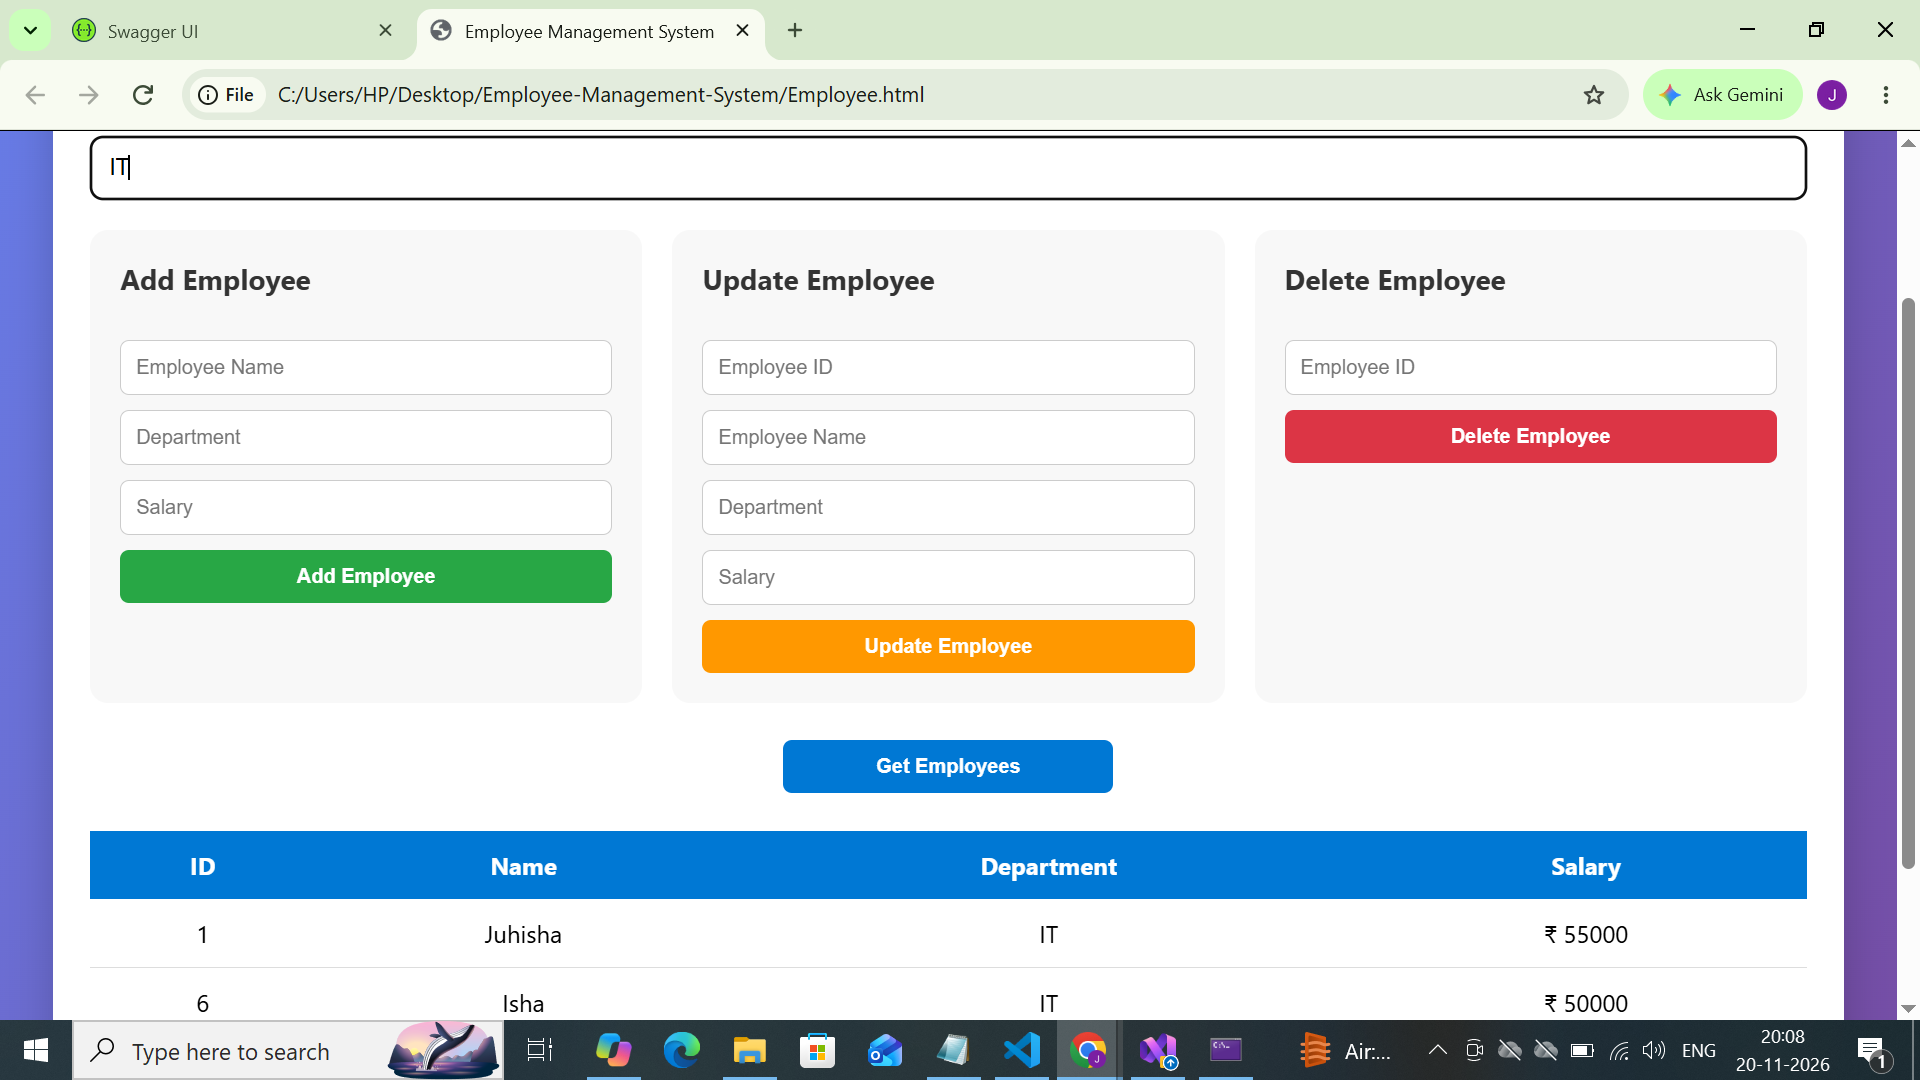 Swagger UI
Employee Management System
File
C:/Users/HP/Desktop/Employee-Management-System/Employee.html
Ask Gemini
J
IT
Add Employee
Employee Name
Department
Salary
Add Employee
Update Employee
Employee ID
Employee Name
Department
Salary
Update Employee
Delete Employee
Employee ID
Delete Employee
Get Employees
ID Name Department Salary
1 Juhisha IT ₹ 55000
6 Isha IT ₹ 50000
Type here to search
Air:...
ENG
20:08
20-11-2026
1